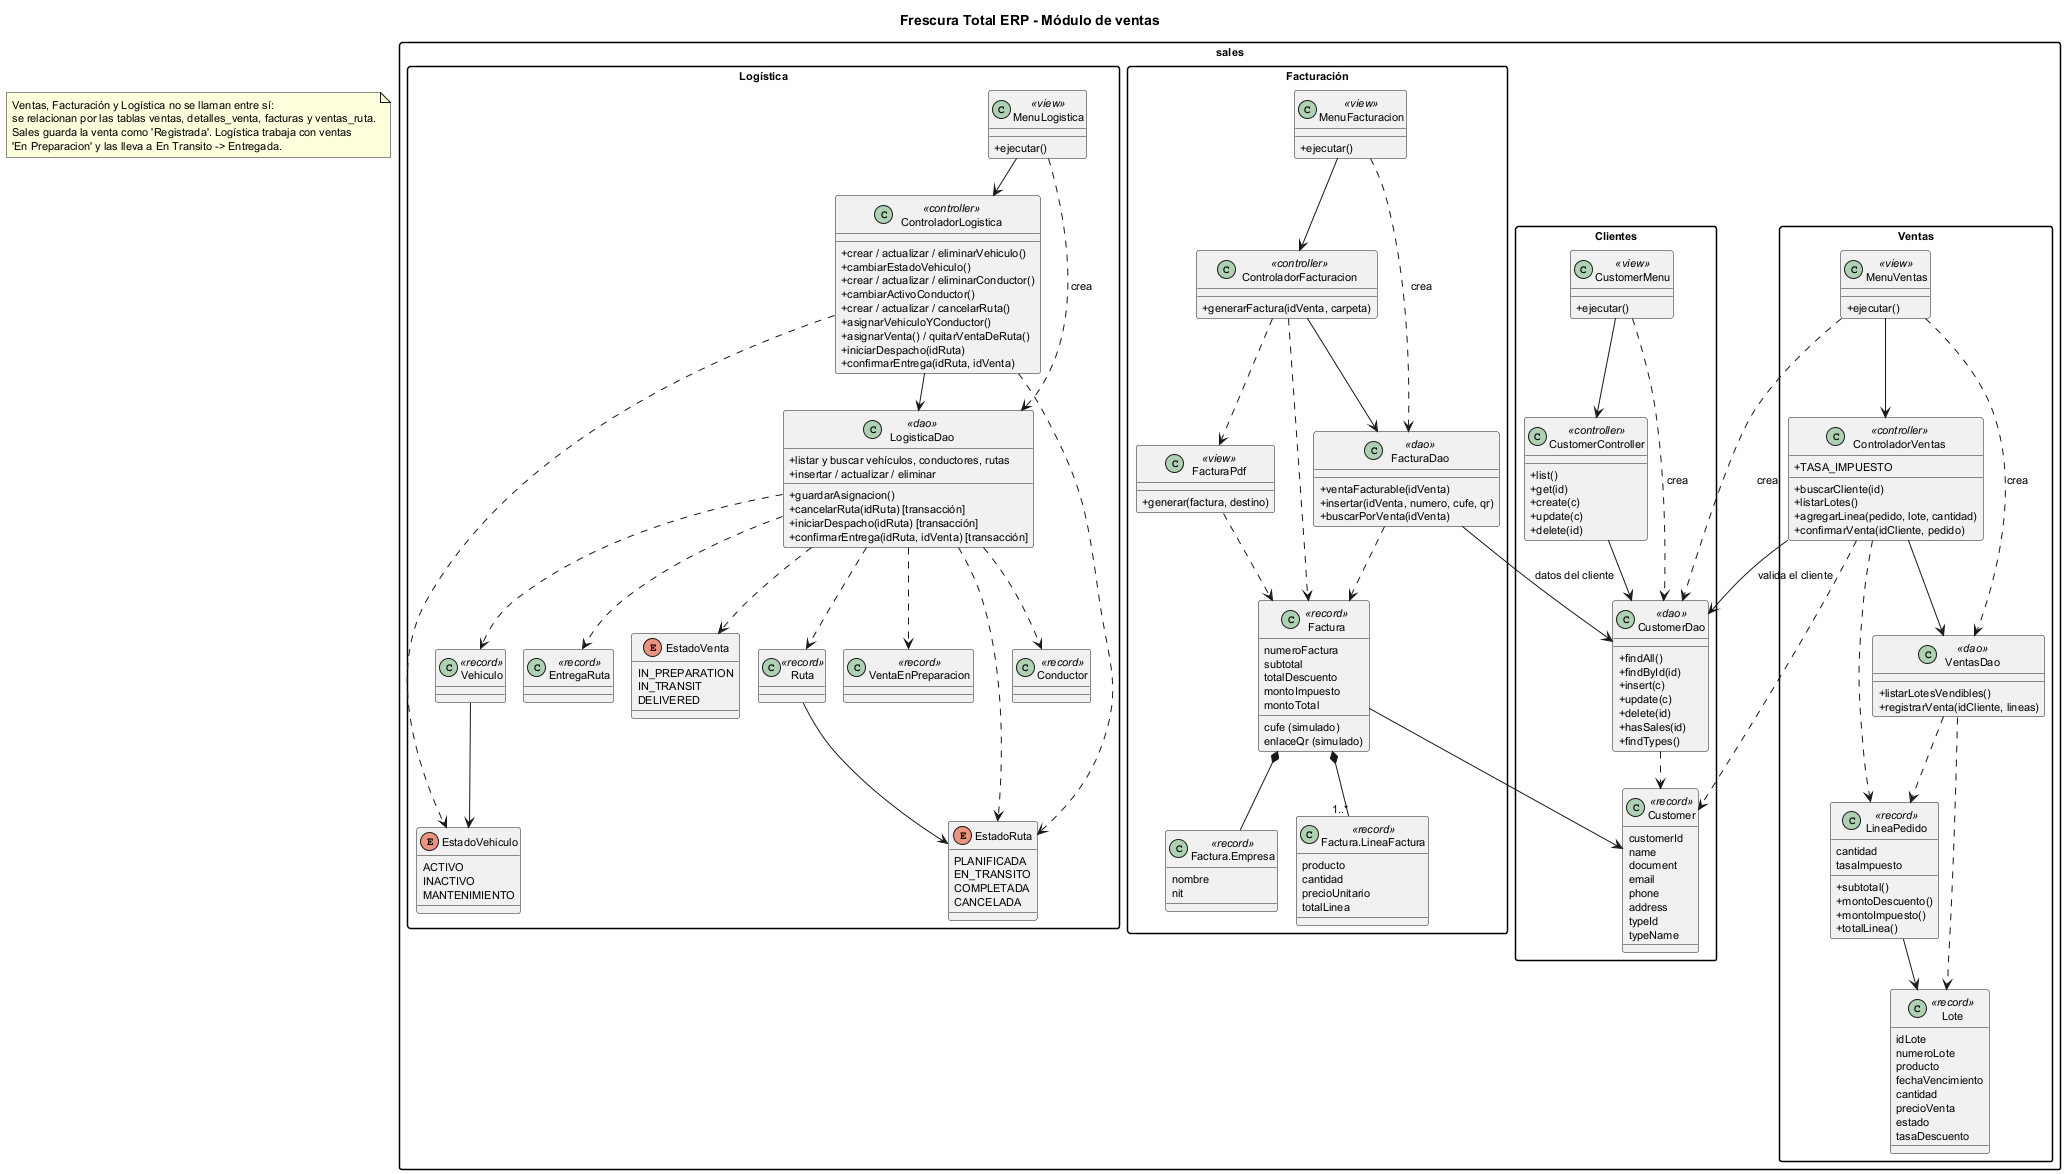 Frescura Total ERP - Módulo de ventas
Ventas, Facturación y Logística no se llaman entre sí:
se relacionan por las tablas ventas, detalles_venta, facturas y ventas_ruta.
Sales guarda la venta como 'Registrada'. Logística trabaja con ventas
'En Preparacion' y las lleva a En Transito -> Entregada.
sales
Logística
«view»
MenuLogistica
+ejecutar()
«controller»
ControladorLogistica
+crear / actualizar / eliminarVehiculo()
+cambiarEstadoVehiculo()
+crear / actualizar / eliminarConductor()
+cambiarActivoConductor()
+crear / actualizar / cancelarRuta()
+asignarVehiculoYConductor()
+asignarVenta() / quitarVentaDeRuta()
+iniciarDespacho(idRuta)
+confirmarEntrega(idRuta, idVenta)
crea
«dao»
LogisticaDao
+listar y buscar vehículos, conductores, rutas
+insertar / actualizar / eliminar
+guardarAsignacion()
+cancelarRuta(idRuta) [transacción]
+iniciarDespacho(idRuta) [transacción]
+confirmarEntrega(idRuta, idVenta) [transacción]
«record»
Vehiculo
«record»
EntregaRuta
EstadoVenta
IN_PREPARATION
IN_TRANSIT
DELIVERED
«record»
Ruta
«record»
VentaEnPreparacion
«record»
Conductor
EstadoVehiculo
ACTIVO
INACTIVO
MANTENIMIENTO
EstadoRuta
PLANIFICADA
EN_TRANSITO
COMPLETADA
CANCELADA
Facturación
«view»
MenuFacturacion
+ejecutar()
«controller»
ControladorFacturacion
+generarFactura(idVenta, carpeta)
crea
«view»
FacturaPdf
+generar(factura, destino)
«dao»
FacturaDao
+ventaFacturable(idVenta)
+insertar(idVenta, numero, cufe, qr)
+buscarPorVenta(idVenta)
datos del cliente
«record»
Factura
numeroFactura
subtotal
totalDescuento
montoImpuesto
montoTotal
cufe (simulado)
enlaceQr (simulado)
1..*
«record»
Factura.Empresa
nombre
nit
«record»
Factura.LineaFactura
producto
cantidad
precioUnitario
totalLinea
Clientes
«view»
CustomerMenu
+ejecutar()
«controller»
CustomerController
+list()
+get(id)
+create(c)
+update(c)
+delete(id)
crea
«dao»
CustomerDao
+findAll()
+findById(id)
+insert(c)
+update(c)
+delete(id)
+hasSales(id)
+findTypes()
«record»
Customer
customerId
name
document
email
phone
address
typeId
typeName
Ventas
«view»
MenuVentas
+ejecutar()
crea
«controller»
ControladorVentas
+TASA_IMPUESTO
+buscarCliente(id)
+listarLotes()
+agregarLinea(pedido, lote, cantidad)
+confirmarVenta(idCliente, pedido)
crea
valida el cliente
«dao»
VentasDao
+listarLotesVendibles()
+registrarVenta(idCliente, lineas)
«record»
LineaPedido
cantidad
tasaImpuesto
+subtotal()
+montoDescuento()
+montoImpuesto()
+totalLinea()
«record»
Lote
idLote
numeroLote
producto
fechaVencimiento
cantidad
precioVenta
estado
tasaDescuento